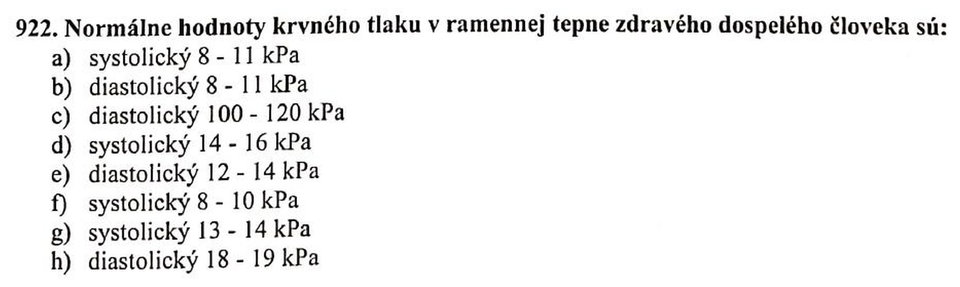 922. Normálne hodnoty krvného tlaku v ramennej tepne zdravého dospelého človeka sú:
a) systolický 8 - 11 kPa
b) diastolický 8 - 11 kPa
c) diastolický 100 - 120 kPa
d) systolický 14 - 16 kPa
e) diastolický 12 - 14 kPa
f) systolický 8 - 10 kPa
g) systolický 13 - 14 kPa
h) diastolický 18 - 19 kPa